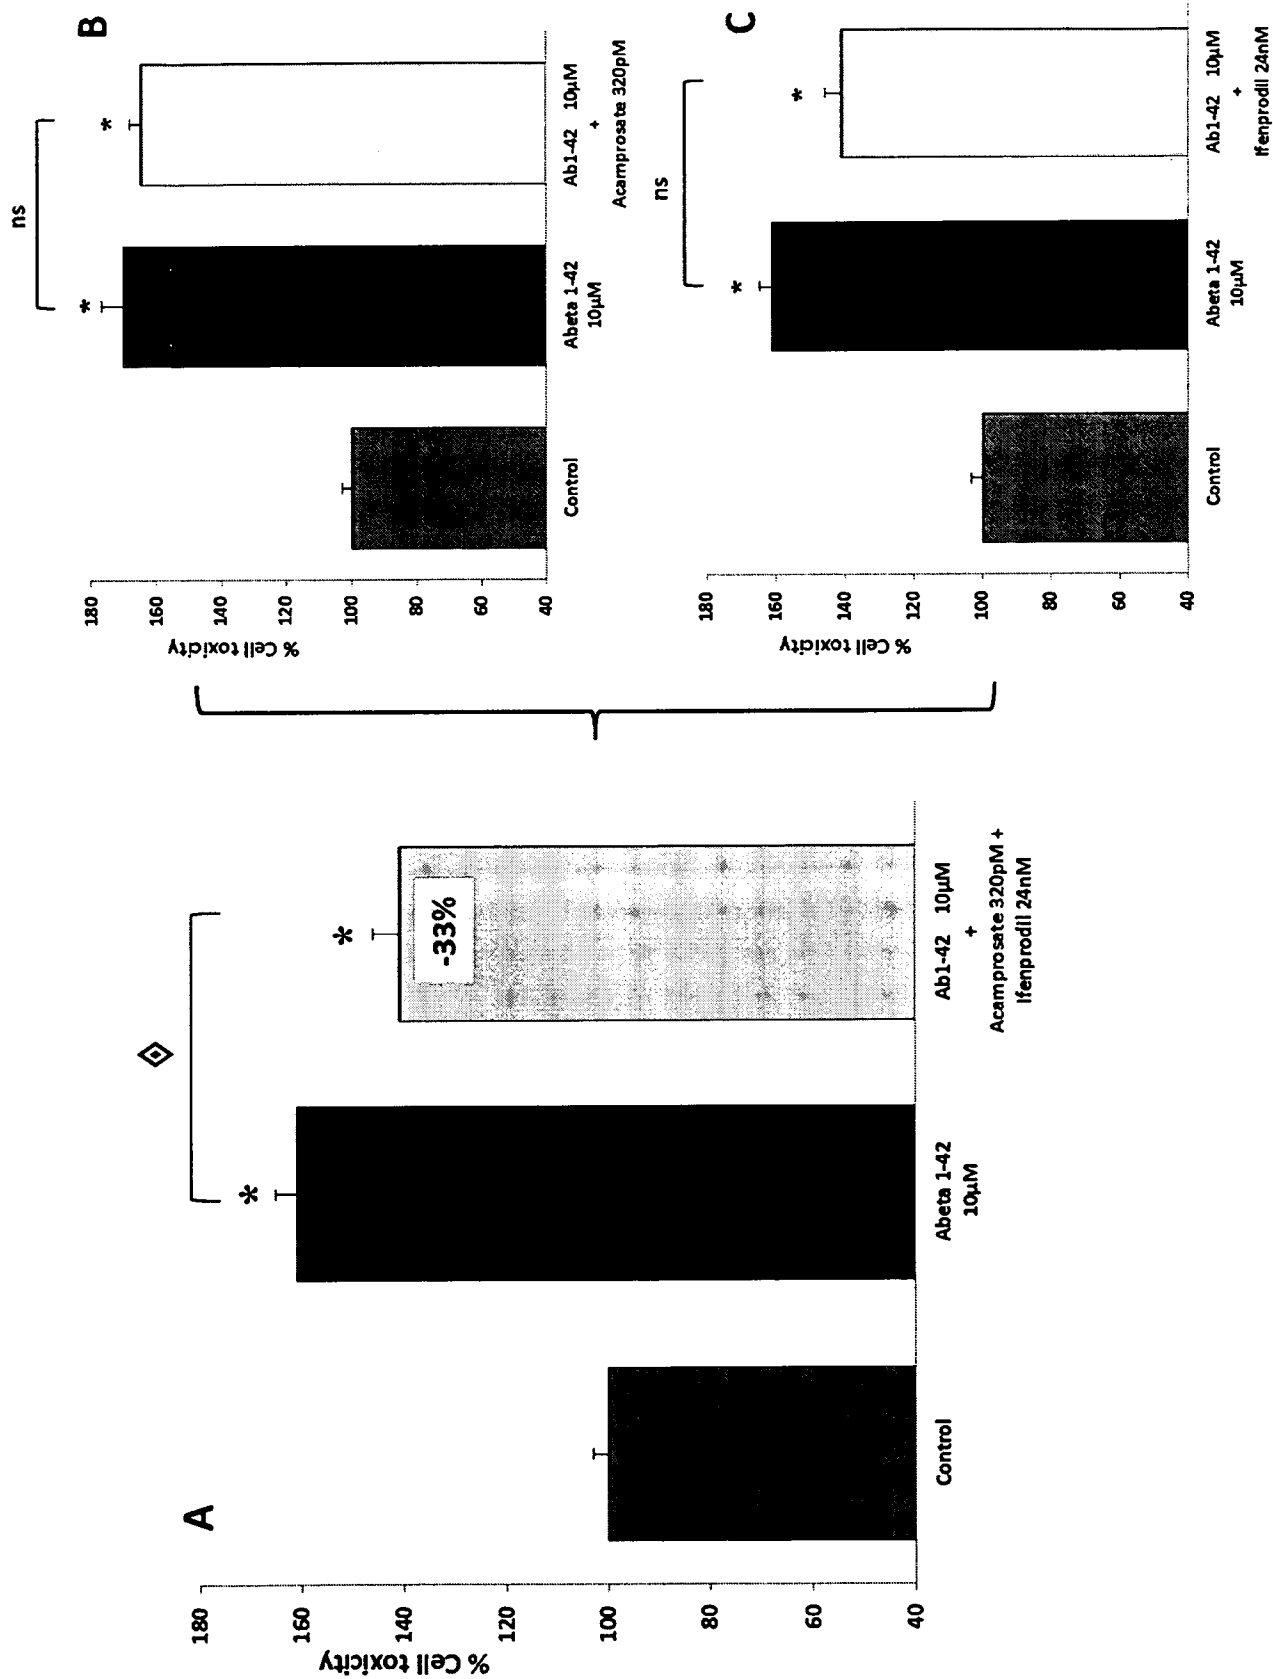 A
% Cell toxicity
180
160
140
120
100
80
60
40
*
*
-33%
Control
Abeta 1-42
10µM
Ab1-42 10µM
+
Acamprosate 320pM +
Ifenprodil 24nM
B
ns
% Cell toxicity
180
160
140
120
100
80
60
40
*
*
Control
Abeta 1-42
10µM
Ab1-42 10µM
+
Acamprosate 320pM
C
ns
% Cell toxicity
180
160
140
120
100
80
60
40
*
*
Control
Abeta 1-42
10µM
Ab1-42 10µM
+
Ifenprodil 24nM